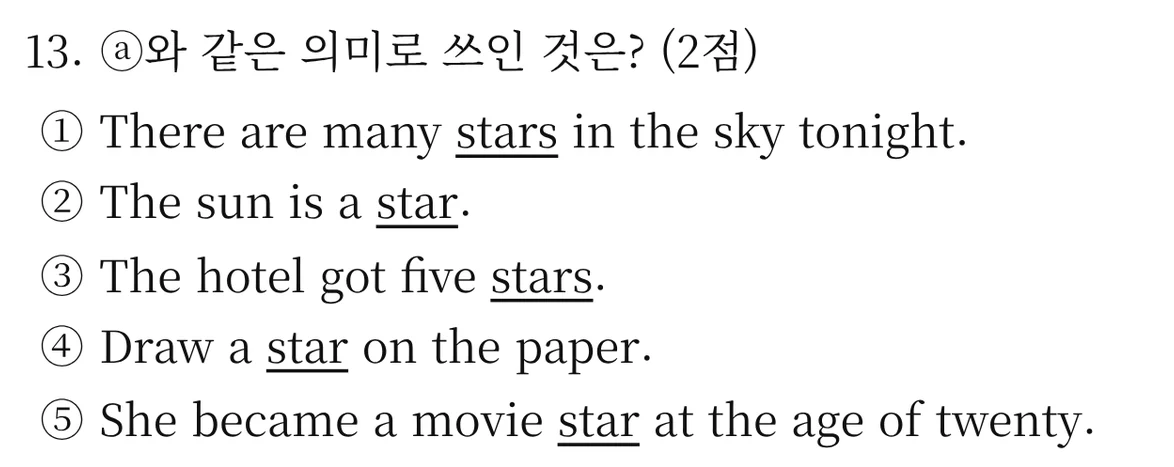 13. ⓐ와 같은 의미로 쓰인 것은? (2점)
① There are many stars in the sky tonight.
② The sun is a star.
③ The hotel got five stars.
④ Draw a star on the paper.
⑤ She became a movie star at the age of twenty.